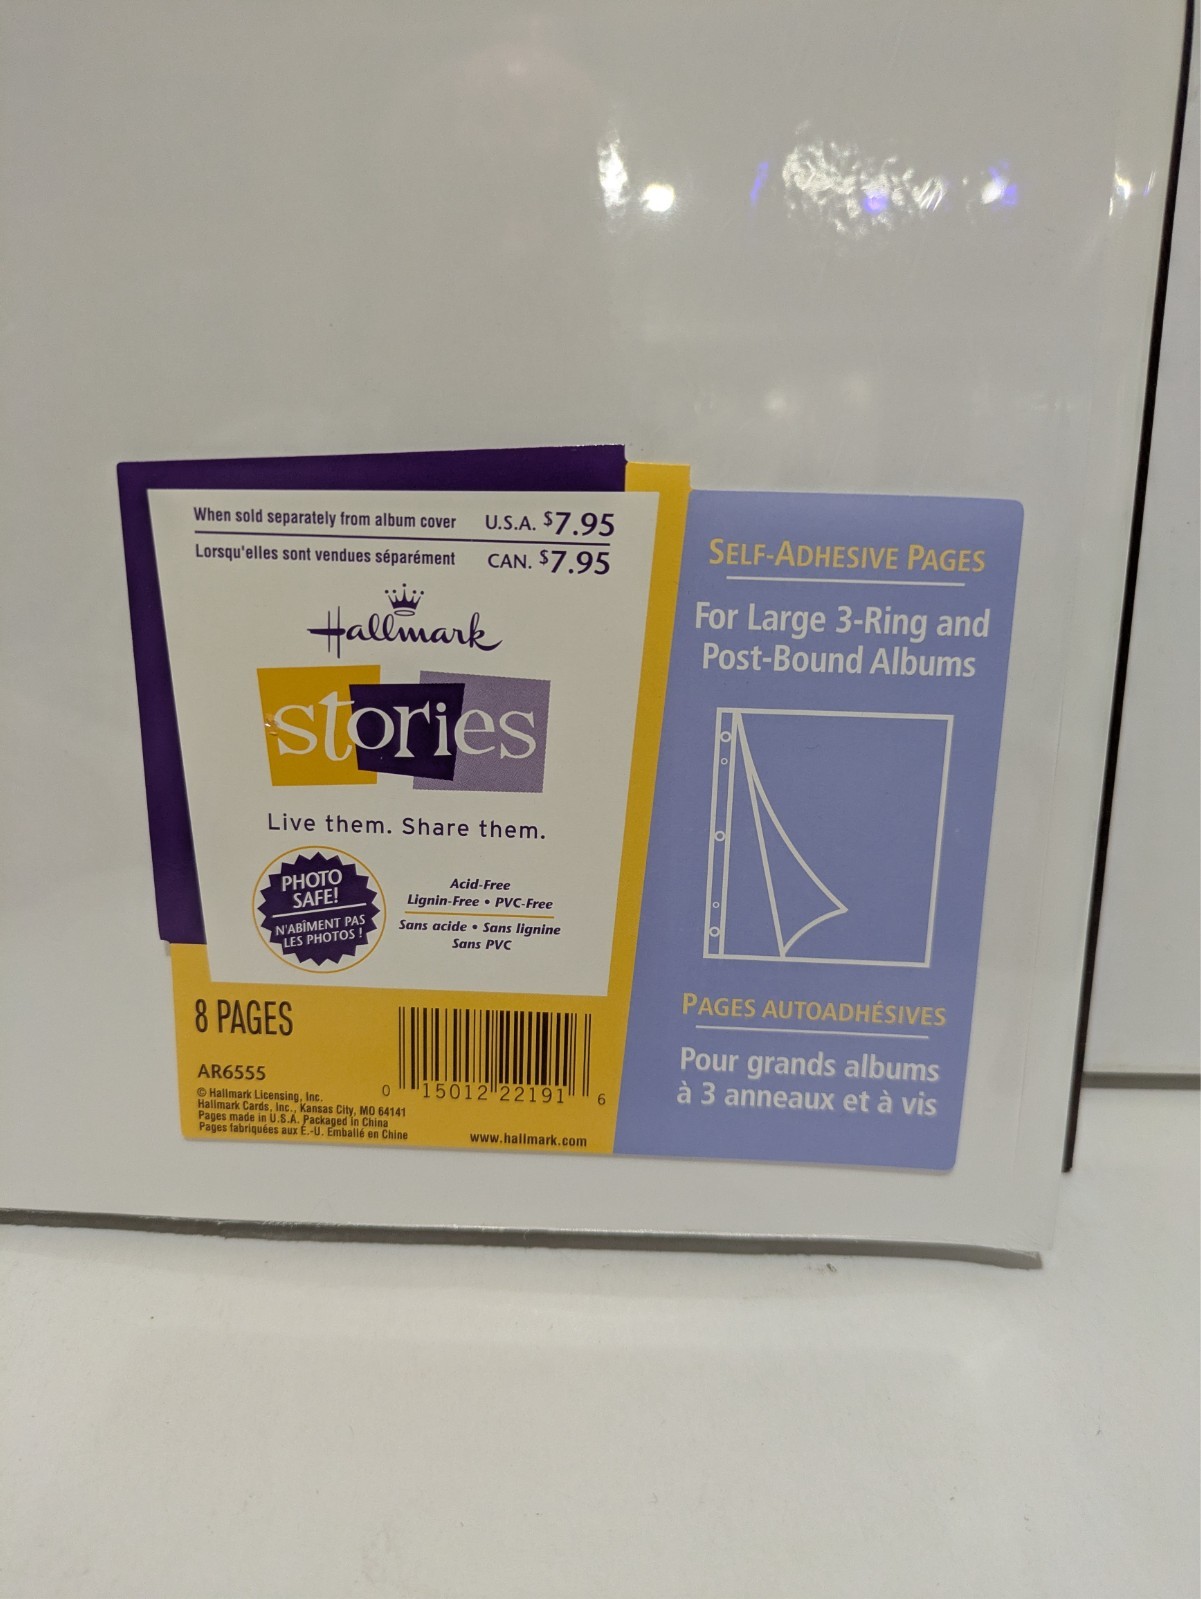 When sold separately from album cover U.S.A. $7.95
Lorsqu'elles sont vendues séparément CAN. $7.95
Hallmark
stories
Live them. Share them.
PHOTO
SAFE!
N'ABÎMENT PAS
LES PHOTOS !
Acid-Free
Lignin-Free • PVC-Free
Sans acide • Sans lignine
Sans PVC
8 PAGES
AR6555
© Hallmark Licensing, Inc.
Hallmark Cards, Inc., Kansas City, MO 64141
Pages made in U.S.A. Packaged in China
Pages fabriquées aux É.-U. Emballé en Chine
0 15012 22191 6
www.hallmark.com
SELF-ADHESIVE PAGES
For Large 3-Ring and
Post-Bound Albums
PAGES AUTOADHÉSIVES
Pour grands albums
à 3 anneaux et à vis